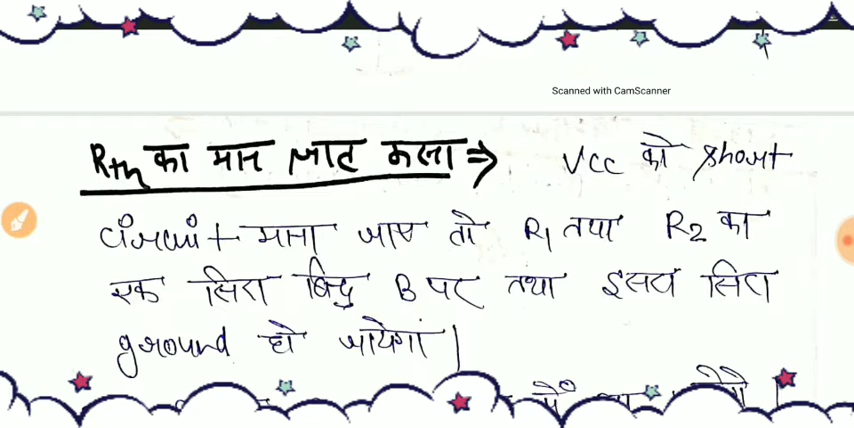 Scanned with CamScanner
Rth का मान ज्ञात करना ⇒ VCC को short
circuit माना जाए तो R1 तथा R2 का
एक सिरा बिंदु B पर तथा दूसरा सिरा
ground हो जायेगा।